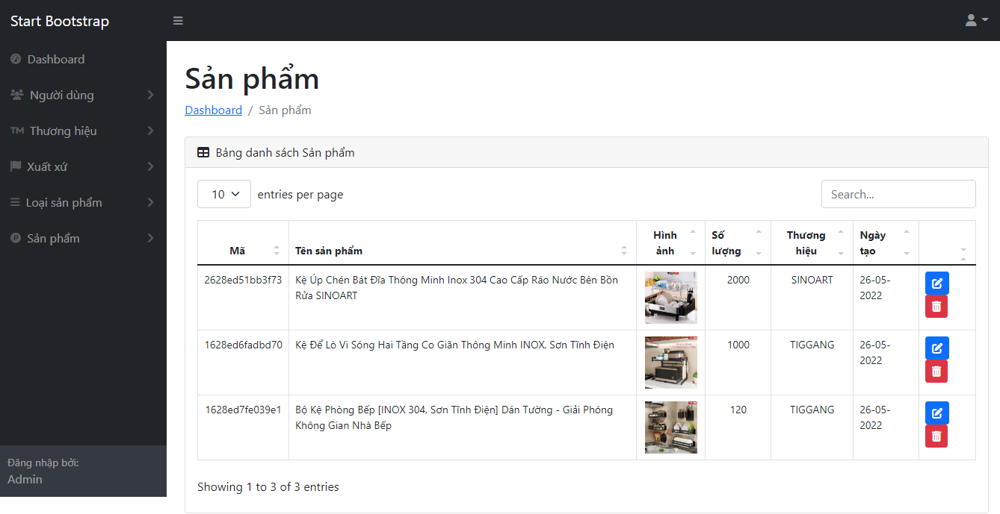 Start Bootstrap
Dashboard
Người dùng
TM Thương hiệu
Xuất xứ
Loại sản phẩm
Sản phẩm
Đăng nhập bởi:
Admin
Sản phẩm
Dashboard / Sản phẩm
Bảng danh sách Sản phẩm
10 entries per page
Search...
Mã Tên sản phẩm Hình ảnh Số lượng Thương hiệu Ngày tạo
2628ed51bb3f73 Kệ Úp Chén Bát Đĩa Thông Minh Inox 304 Cao Cấp Ráo Nước Bên Bồn 2000 SINOART 26-05-
Rửa SINOART 2022
1628ed6fadbd70 Kệ Để Lò Vi Sóng Hai Tầng Co Giãn Thông Minh INOX, Sơn Tĩnh Điện 1000 TIGGANG 26-05-
2022
1628ed7fe039e1 Bộ Kệ Phòng Bếp [INOX 304, Sơn Tĩnh Điện] Dán Tường - Giải Phóng 120 TIGGANG 26-05-
Không Gian Nhà Bếp 2022
Showing 1 to 3 of 3 entries